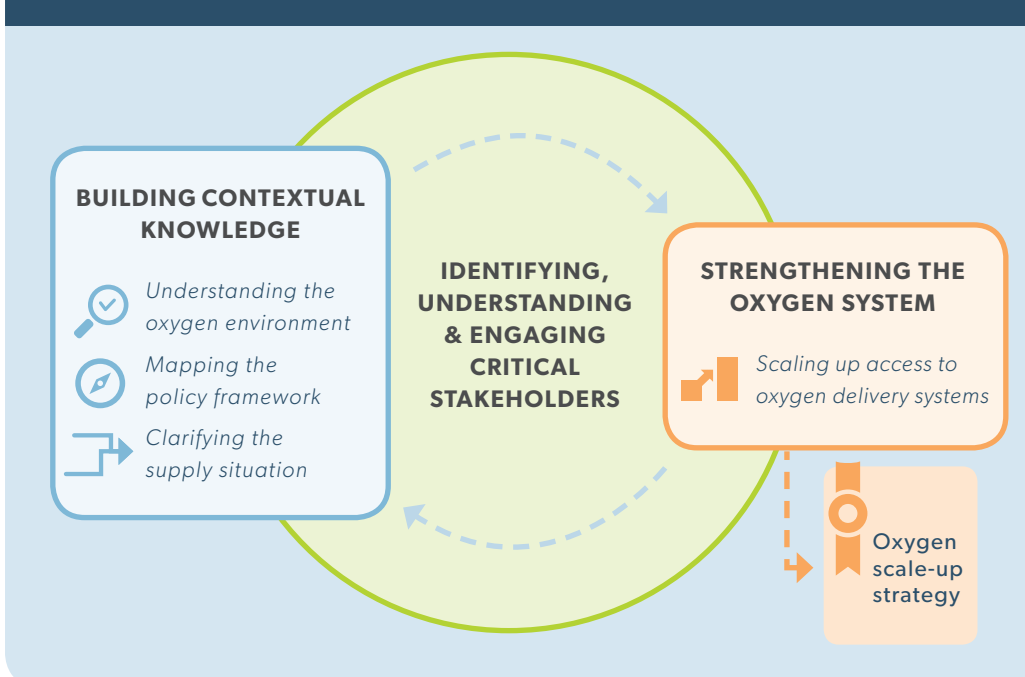 BUILDING CONTEXTUAL
KNOWLEDGE
Understanding the
oxygen environment
Mapping the
policy framework
Clarifying the
supply situation
IDENTIFYING,
UNDERSTANDING
& ENGAGING
CRITICAL
STAKEHOLDERS
STRENGTHENING THE
OXYGEN SYSTEM
Scaling up access to
oxygen delivery systems
Oxygen
scale-up
strategy